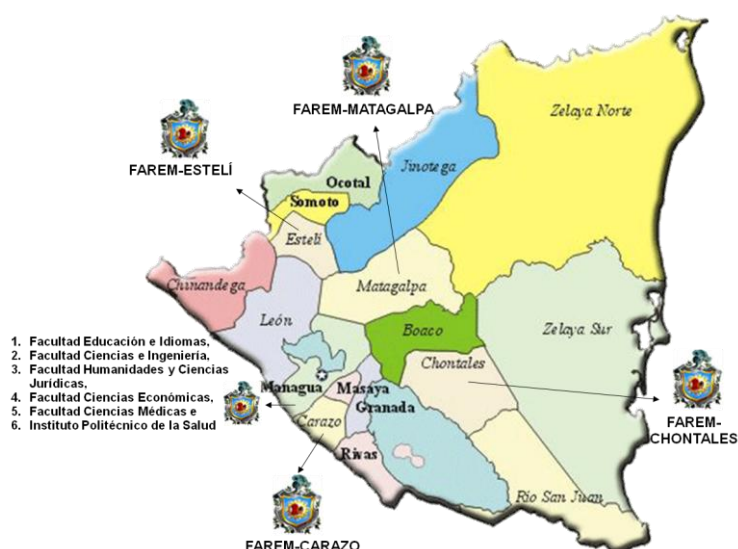 FAREM-MATAGALPA
FAREM-ESTELÍ
Zelaya Norte
Jinotega
Ocotal
Somoto
Estelí
Chinandega
Matagalpa
León
Boaco
Zelaya Sur
Chontales
1. Facultad Educación e Idiomas,
2. Facultad Ciencias e Ingeniería,
3. Facultad Humanidades y Ciencias
Jurídicas,
4. Facultad Ciencias Económicas,
5. Facultad Ciencias Médicas e
6. Instituto Politécnico de la Salud
Managua
Masaya
Granada
Carazo
Rivas
FAREM-
CHONTALES
Río San Juan
FAREM-CARAZO